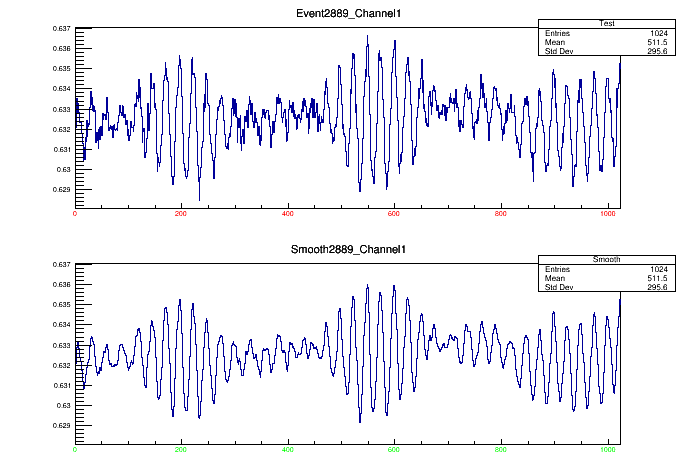 Event2889_Channel1
Test
Entries 1024
Mean 511.5
Std Dev 295.6
0.637
0.636
0.635
0.634
0.633
0.632
0.631
0.63
0.629
0 200 400 600 800 1000
Smooth2889_Channel1
Smooth
Entries 1024
Mean 511.5
Std Dev 295.6
0.637
0.636
0.635
0.634
0.633
0.632
0.631
0.63
0.629
0 200 400 600 800 1000